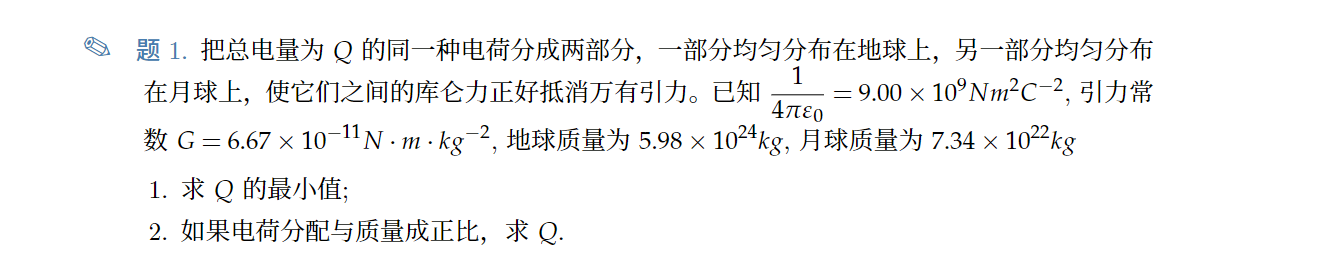 题 1. 把总电量为 Q 的同一种电荷分成两部分，一部分均匀分布在地球上，另一部分均匀分布
在月球上，使它们之间的库仑力正好抵消万有引力。已知 $\frac{1}{4\pi\varepsilon_0} = 9.00 \times 10^9 Nm^2C^{-2}$, 引力常
数 $G = 6.67 \times 10^{-11} N \cdot m \cdot kg^{-2}$, 地球质量为 $5.98 \times 10^{24} kg$, 月球质量为 $7.34 \times 10^{22} kg$
1. 求 Q 的最小值;
2. 如果电荷分配与质量成正比，求 Q.